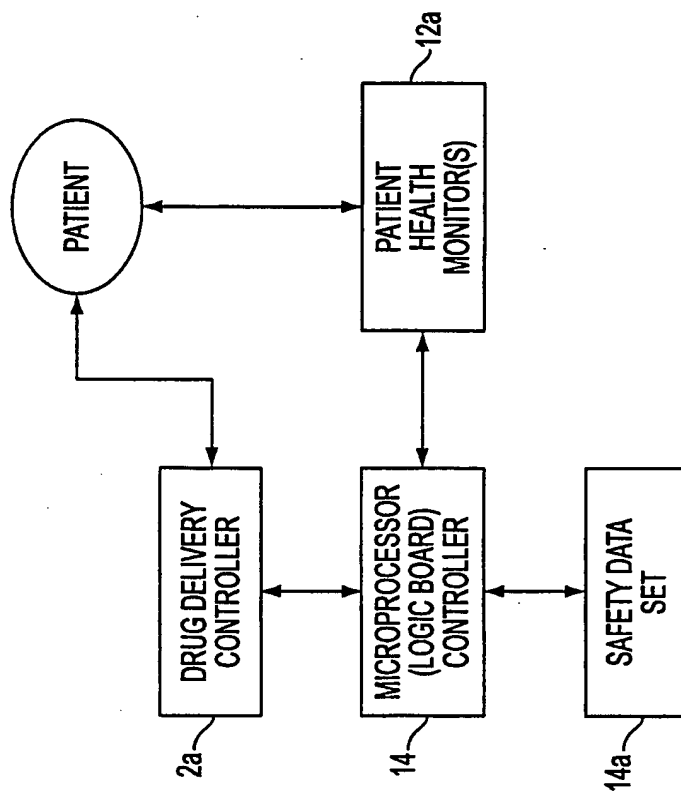 PATIENT
DRUG DELIVERY
CONTROLLER
2a
MICROPROCESSOR
(LOGIC BOARD)
CONTROLLER
14
PATIENT
HEALTH
MONITOR(S)
12a
SAFETY DATA
SET
14a